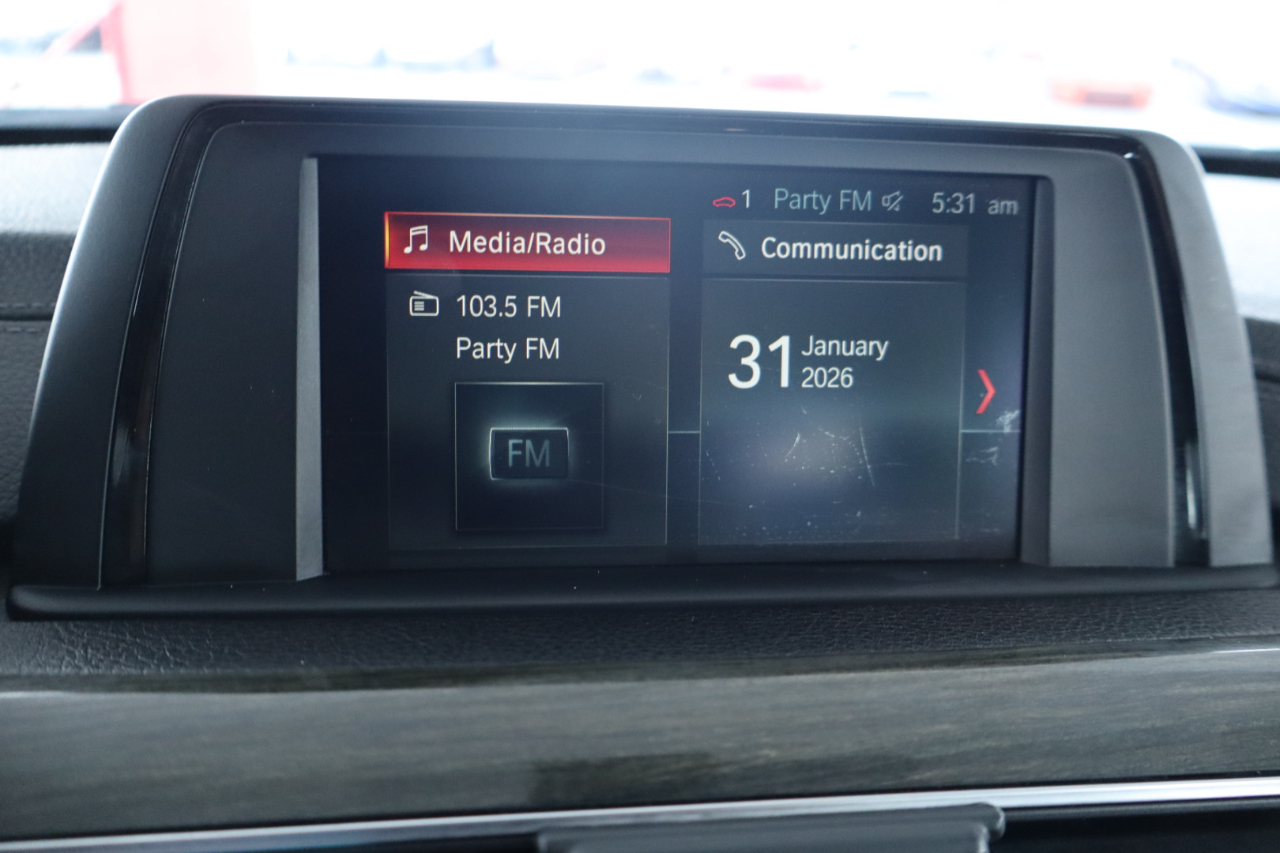 1 Party FM 5:31 am
Media/Radio
103.5 FM
Party FM
FM
Communication
31 January
2026